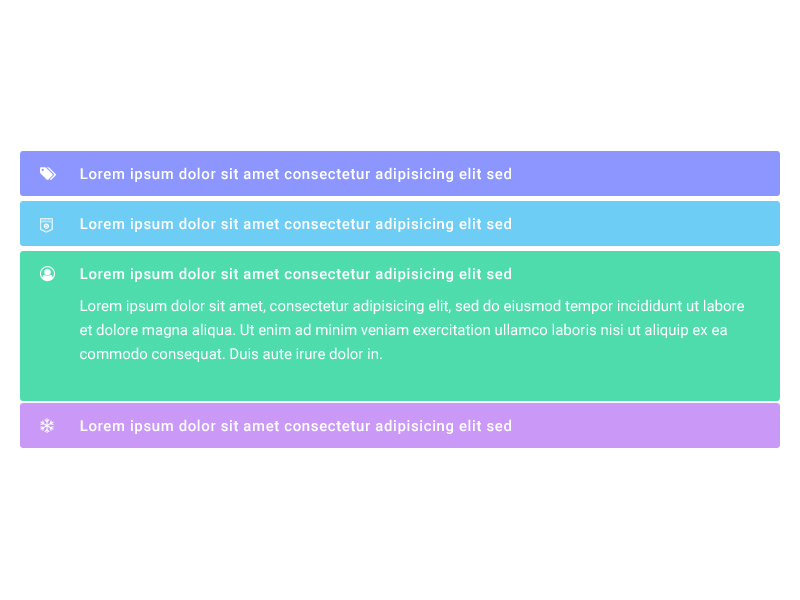 Lorem ipsum dolor sit amet consectetur adipisicing elit sed
Lorem ipsum dolor sit amet consectetur adipisicing elit sed
Lorem ipsum dolor sit amet consectetur adipisicing elit sed
Lorem ipsum dolor sit amet, consectetur adipisicing elit, sed do eiusmod tempor incididunt ut labore
et dolore magna aliqua. Ut enim ad minim veniam exercitation ullamco laboris nisi ut aliquip ex ea
commodo consequat. Duis aute irure dolor in.
Lorem ipsum dolor sit amet consectetur adipisicing elit sed